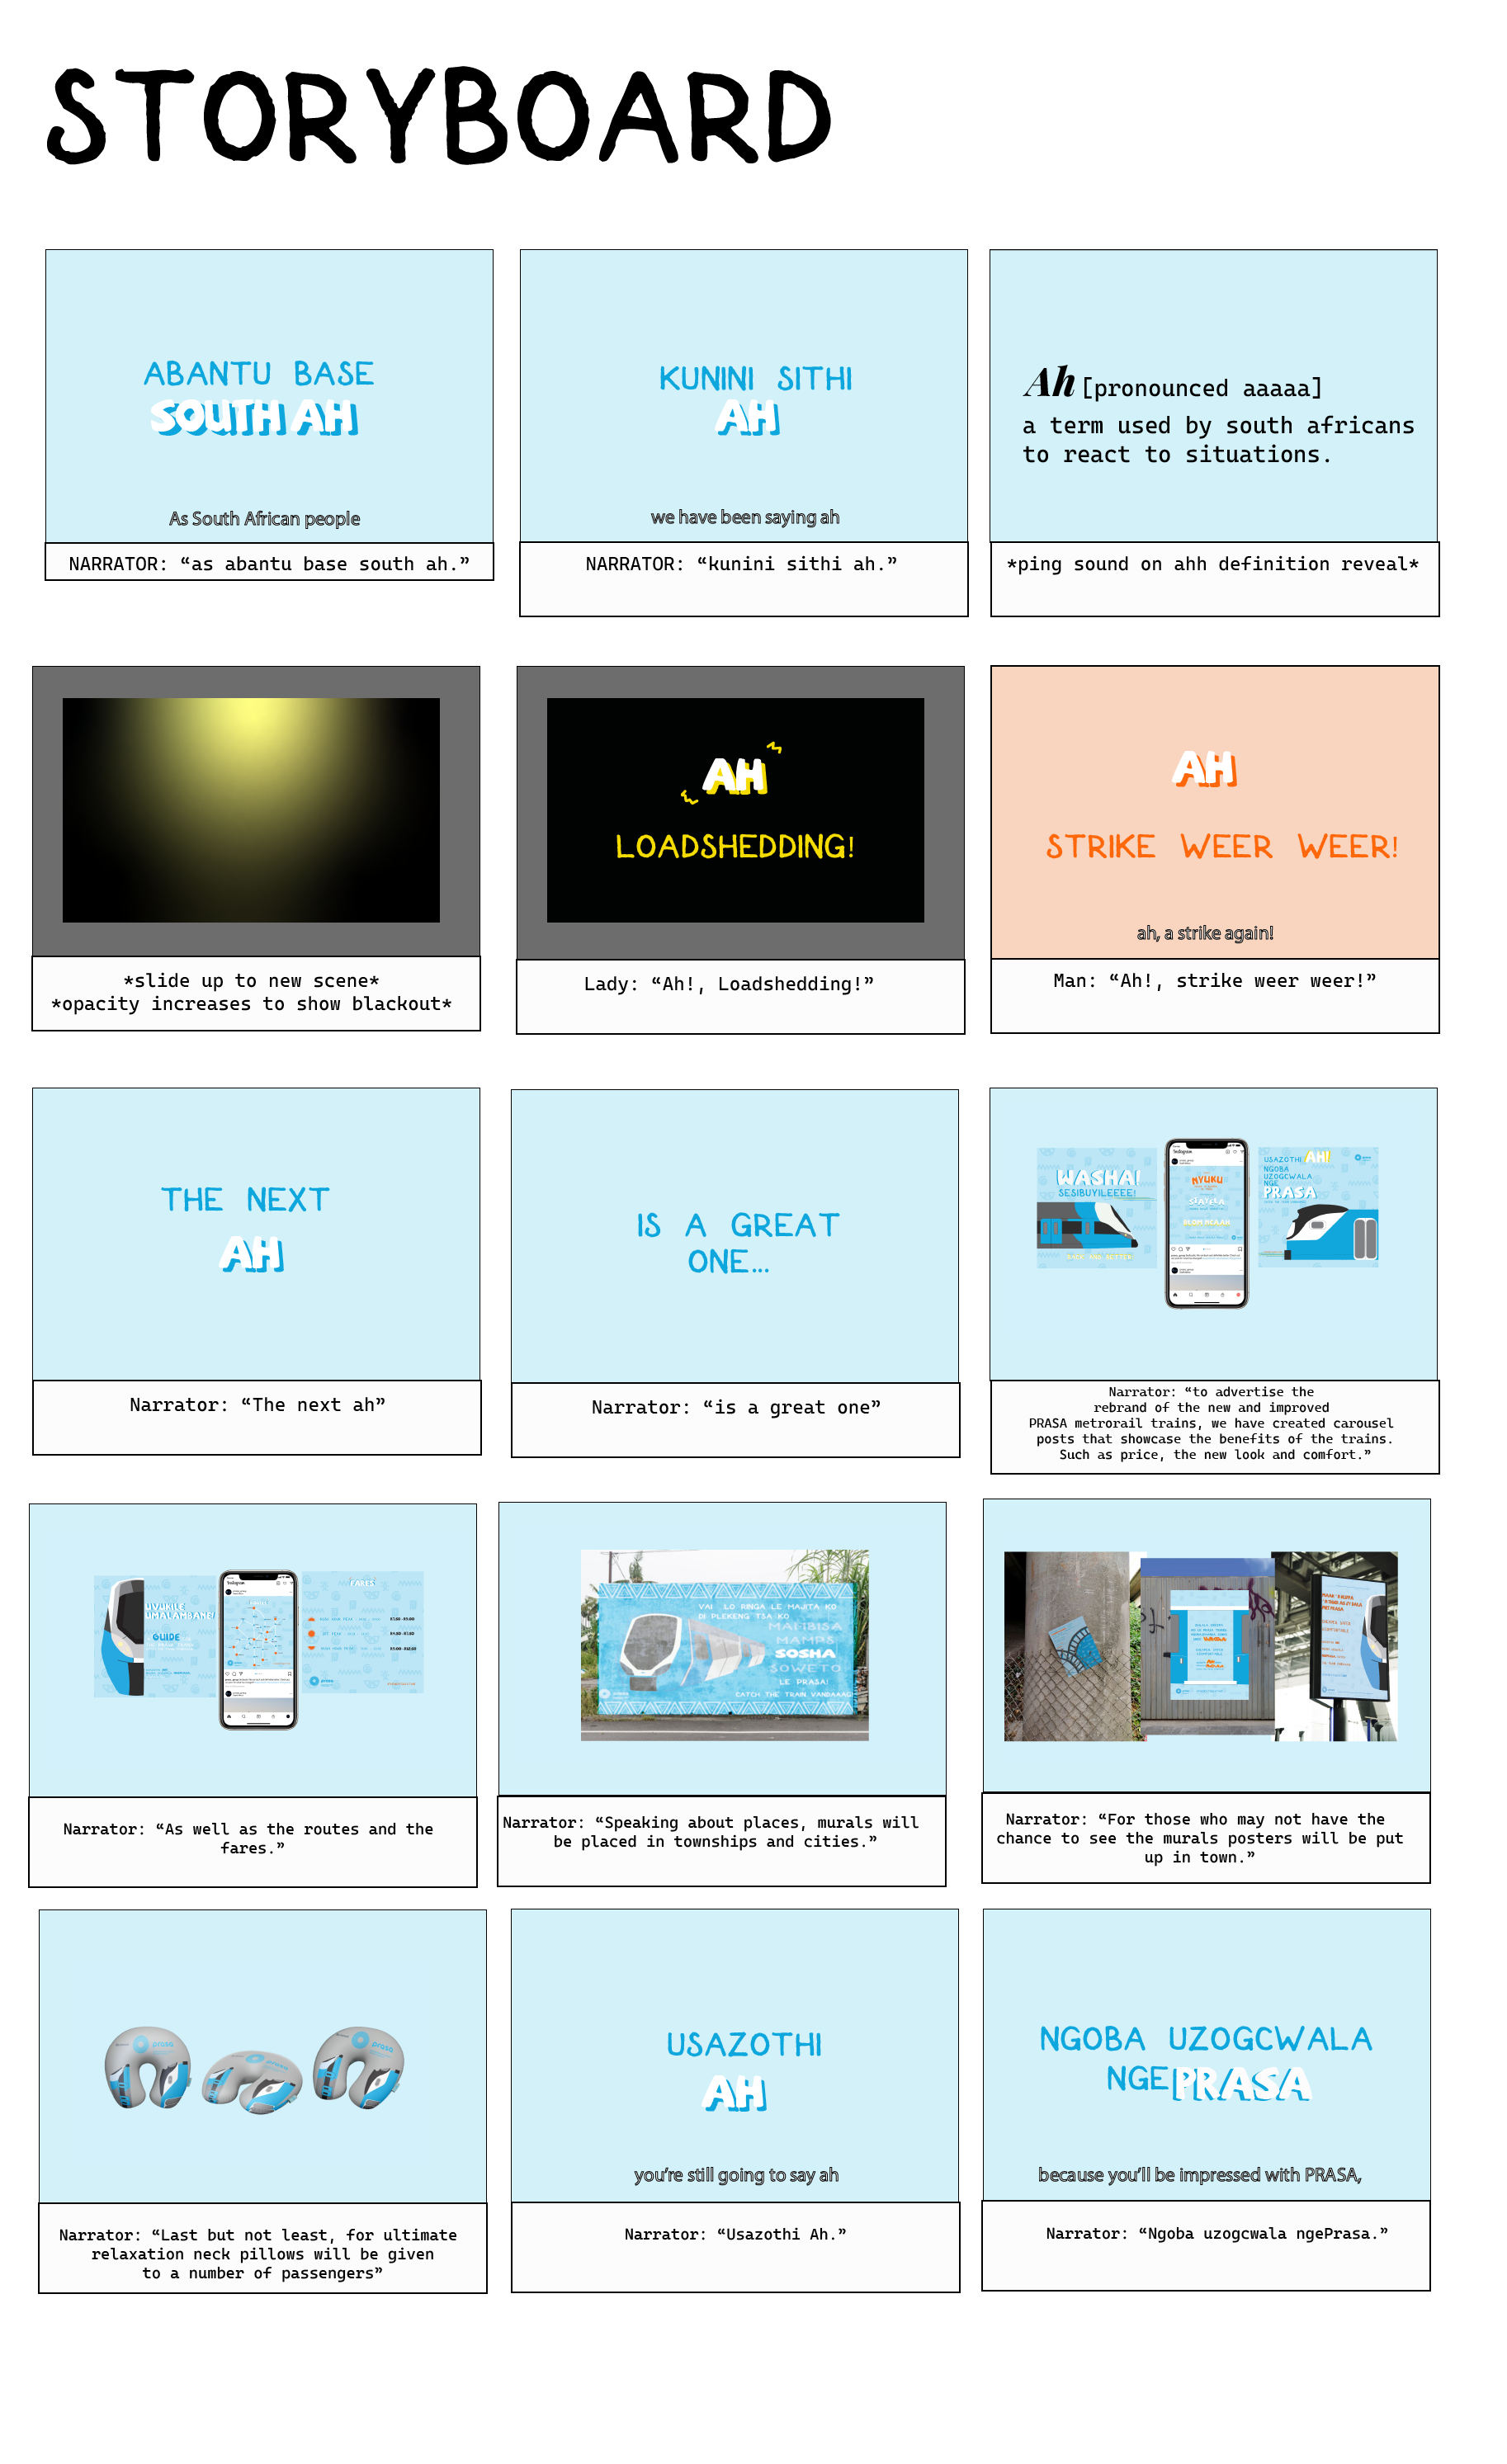 STORYBOARD
ABANTU BASE
SOUTH AH
As South African people
NARRATOR: “as abantu base south ah.”
KUNINI SITHI
AH
we have been saying ah
NARRATOR: “kunini sithi ah.”
Ah [pronounced aaaaa]
a term used by south africans
to react to situations.
*ping sound on ahh definition reveal*
*slide up to new scene*
*opacity increases to show blackout*
AH
LOADSHEDDING!
Lady: “Ah!, Loadshedding!”
AH
STRIKE WEER WEER!
ah, a strike again!
Man: “Ah!, strike weer weer!”
THE NEXT
AH
Narrator: “The next ah”
IS A GREAT
ONE...
Narrator: “is a great one”
WASHA!
SESIBUYILEEEE!
BACK AND BETTER
Instagram
MYUKU
USAZOTHI AH!
NGOBA
UZOGCWALA
NGE
PRASA
Narrator: “to advertise the
rebrand of the new and improved
PRASA metrorail trains, we have created carousel
posts that showcase the benefits of the trains.
Such as price, the new look and comfort.”
UVUKILE
UMALAMBANE!
GUIDE
Instagram
FARES
Narrator: “As well as the routes and the
fares.”
VAI LO RINGA LE MAJITA KO
DI PLEKENG TSA KO
MALIBISA
MAMPS
SOSHA
SOWETO
LE PRASA!
CATCH THE TRAIN VANDAAAG!
Narrator: “Speaking about places, murals will
be placed in townships and cities.”
Narrator: “For those who may not have the
chance to see the murals posters will be put
up in town.”
prasa
prasa
prasa
Narrator: “Last but not least, for ultimate
relaxation neck pillows will be given
to a number of passengers”
USAZOTHI
AH
you’re still going to say ah
Narrator: “Usazothi Ah.”
NGOBA UZOGCWALA
NGE PRASA
because you’ll be impressed with PRASA,
Narrator: “Ngoba uzogcwala ngePrasa.”